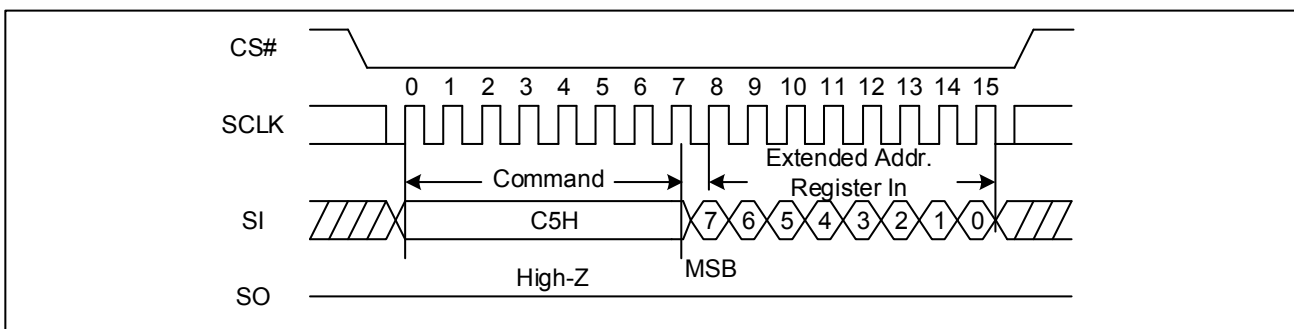 CS#
0 1 2 3 4 5 6 7 8 9 10 11 12 13 14 15
SCLK
Command
Extended Addr.
Register In
SI
C5H
7 6 5 4 3 2 1 0
MSB
High-Z
SO